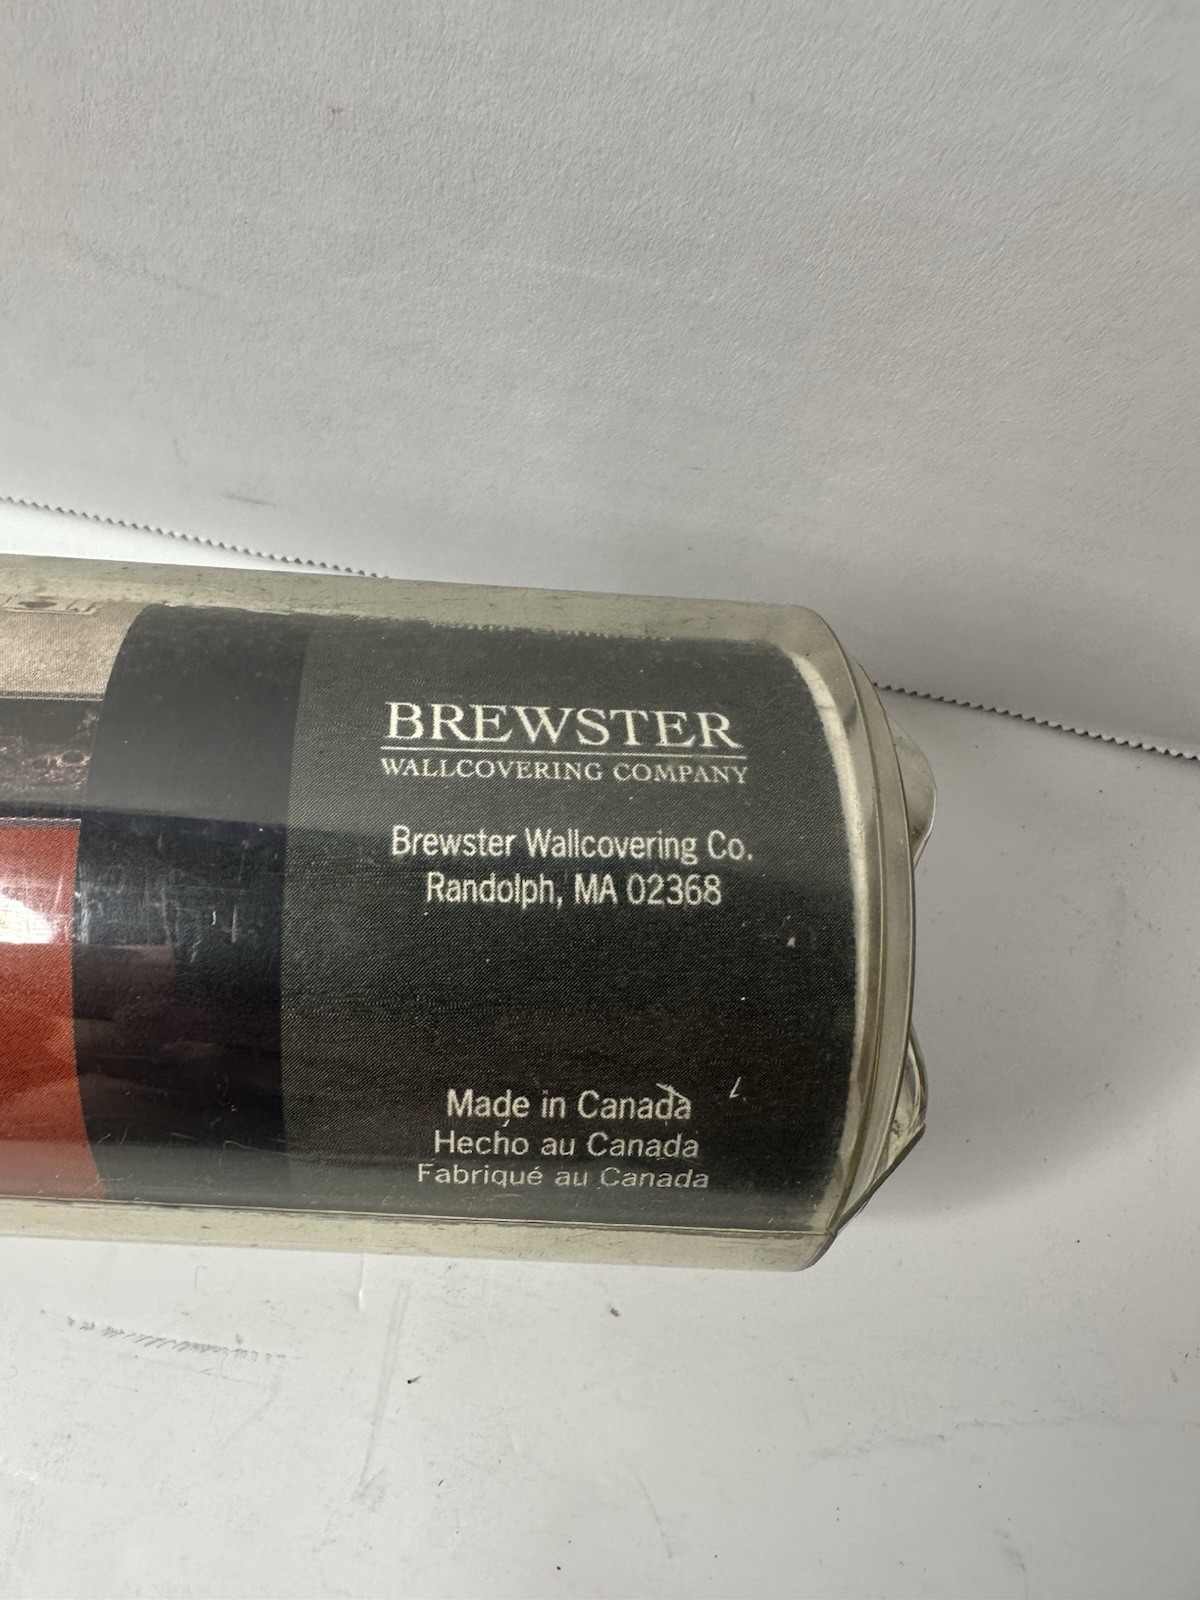 BREWSTER
WALLCOVERING COMPANY
Brewster Wallcovering Co.
Randolph, MA 02368
Made in Canada
Hecho au Canada
Fabriqué au Canada